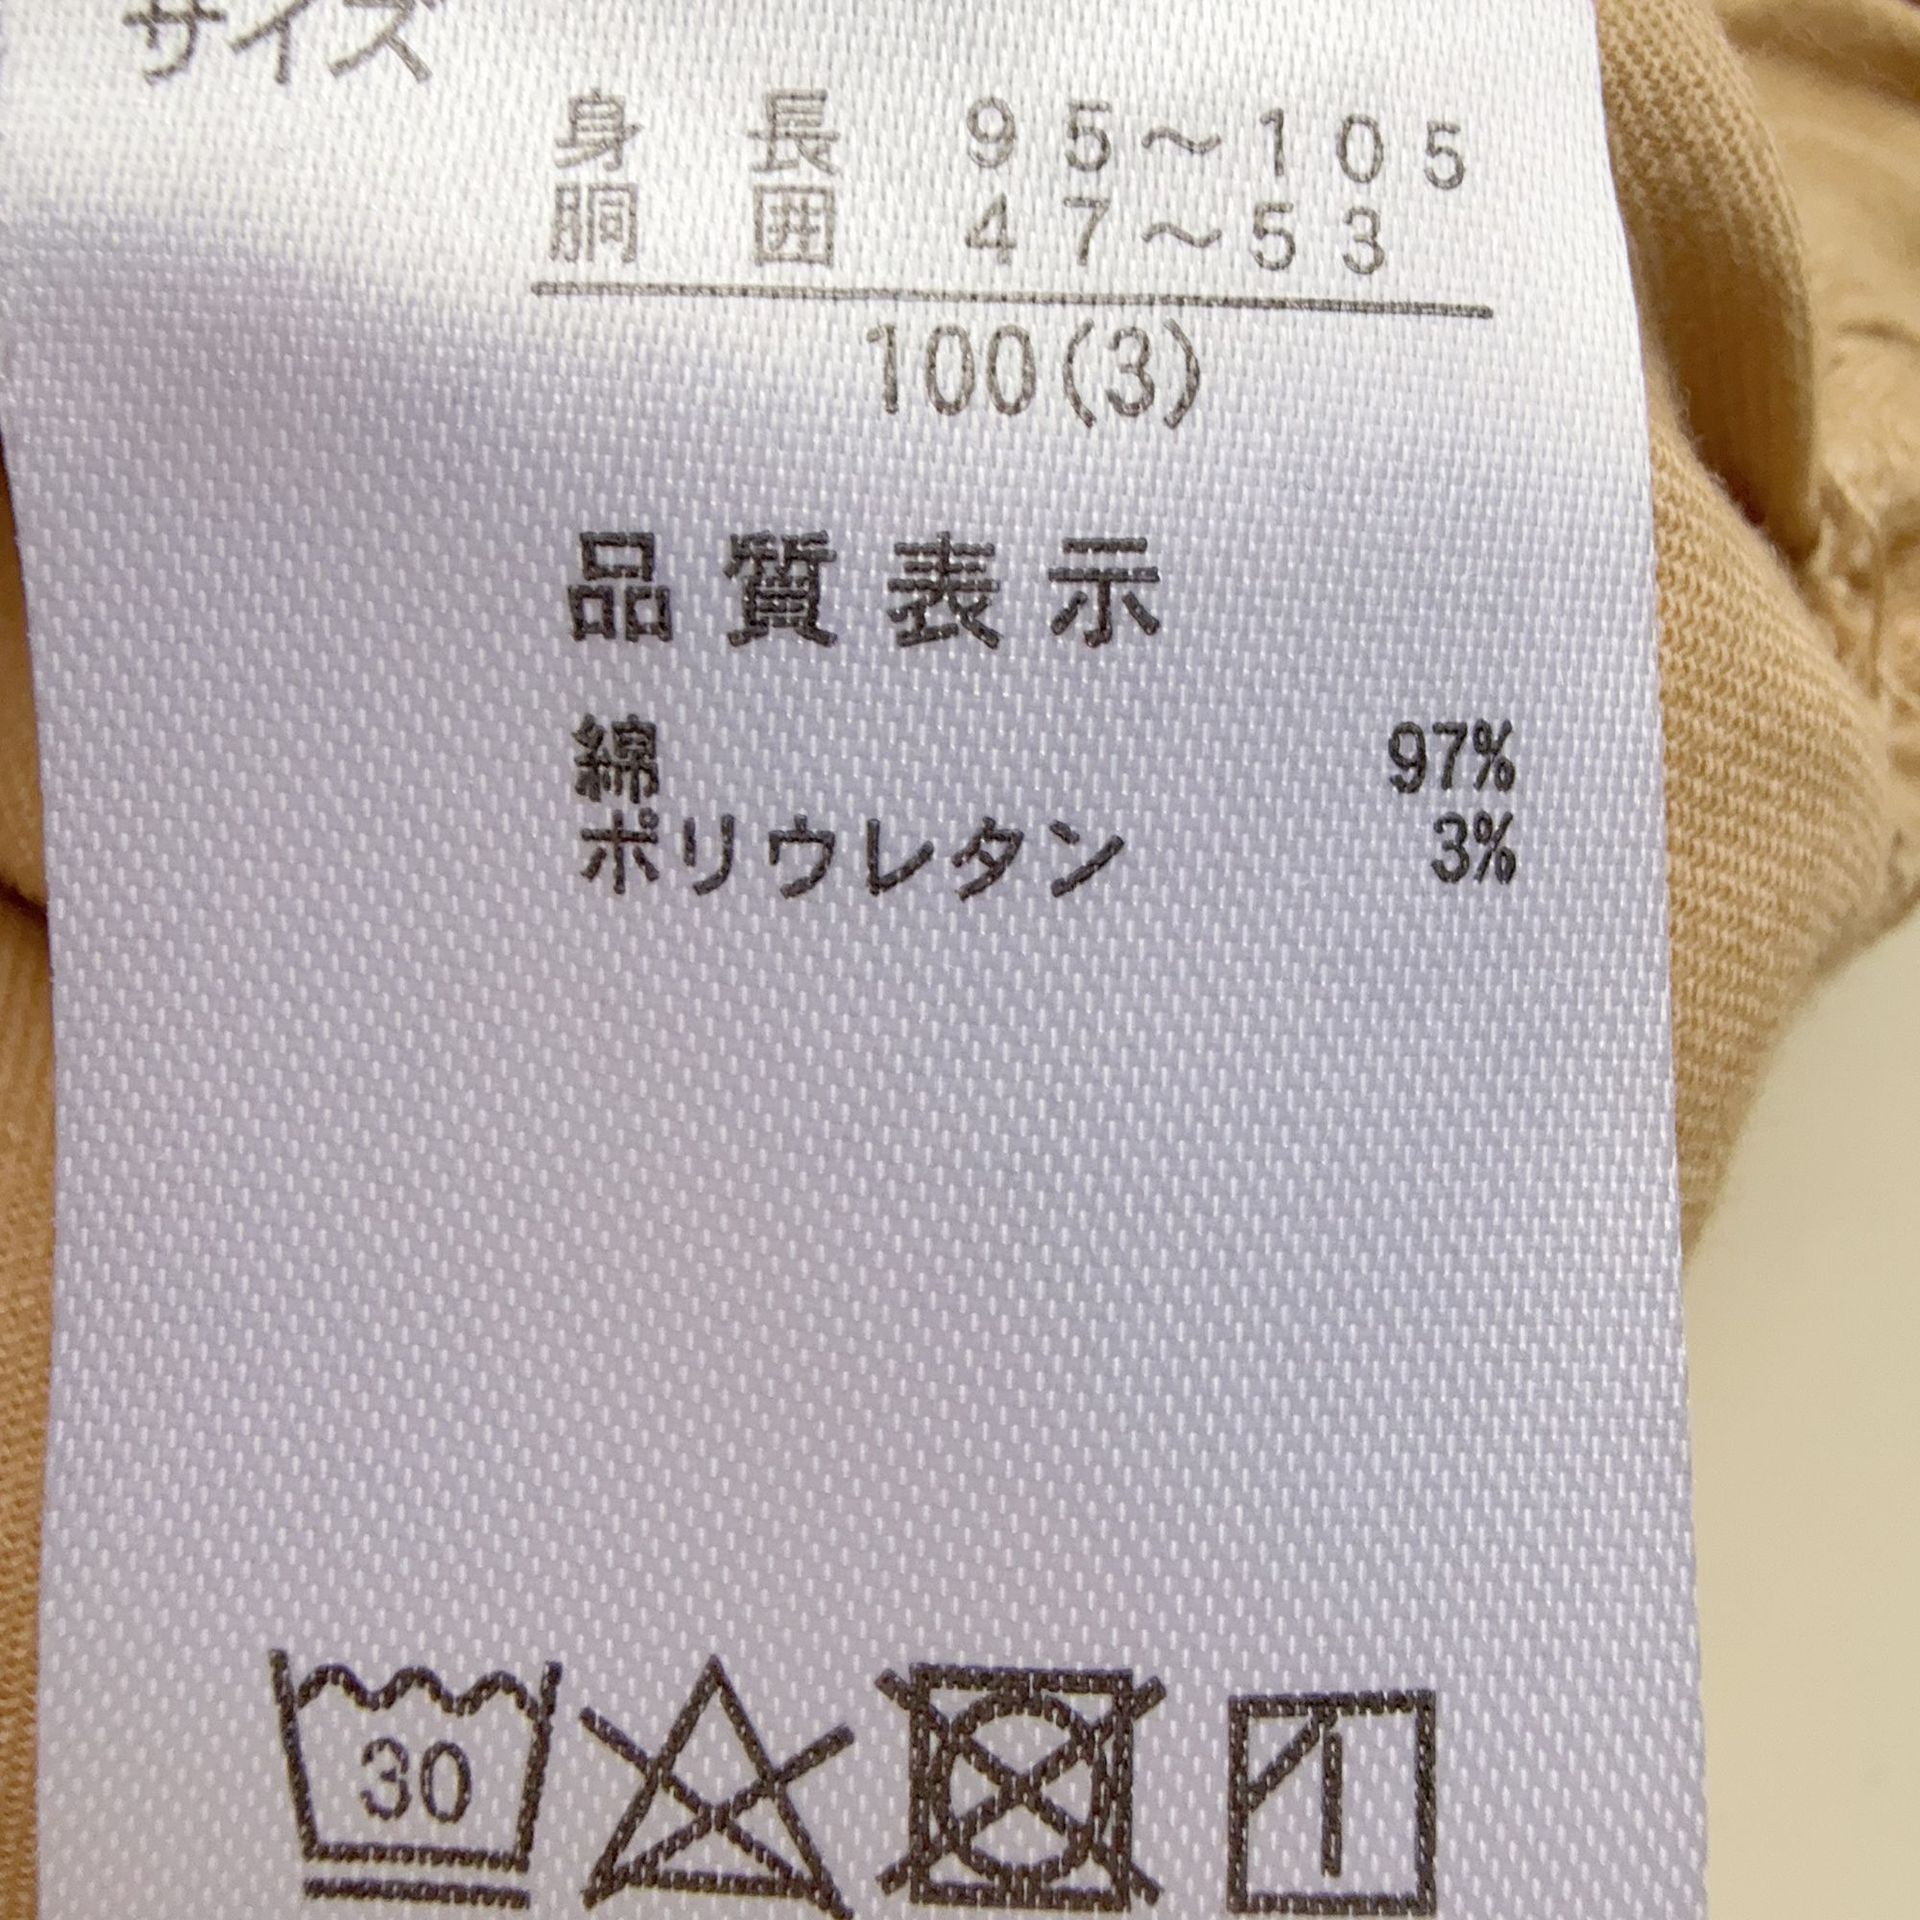 サイズ
身長 95～105
胴囲 47～53
100(3)
品質表示
綿 97%
ポリウレタン 3%
30